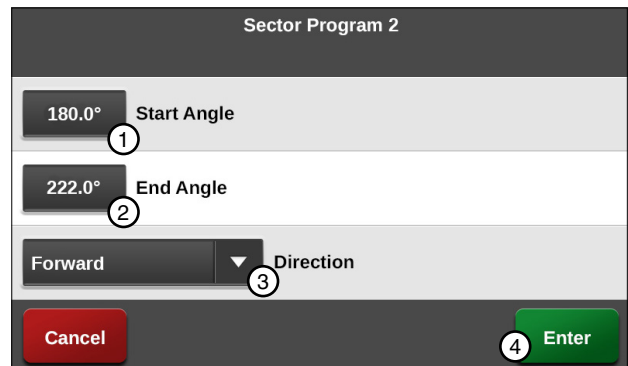 Sector Program 2
180.0° Start Angle
1
222.0° End Angle
2
Forward Direction
3
Cancel
4 Enter